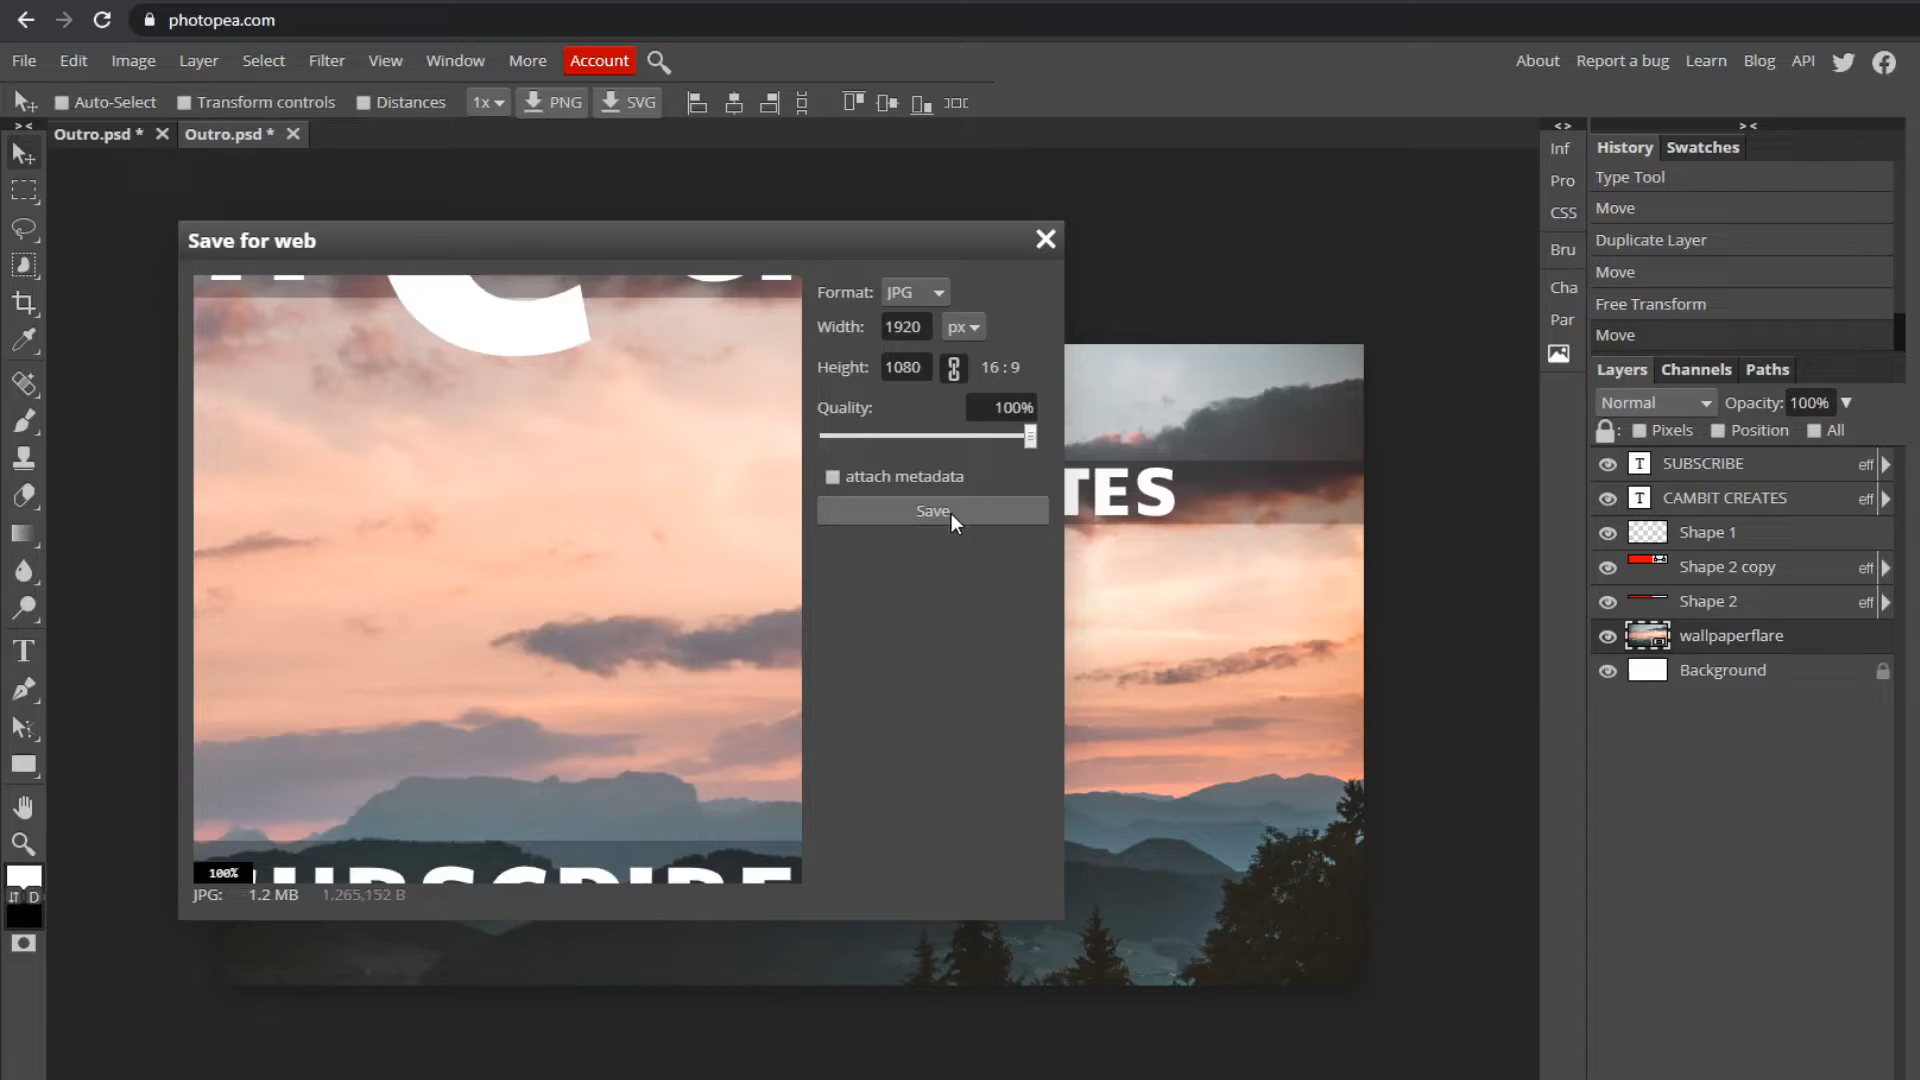 photopea.com
File Edit Image Layer Select Filter View Window More Account
About Report a bug Learn Blog API
Auto-Select Transform controls Distances 1x PNG SVG
Outro.psd * Outro.psd *
Save for web
Format: JPG
Width: 1920 px
Height: 1080 16 : 9
Quality: 100%
attach metadata
Save
100%
JPG: 1.2 MB 1,265,152 B
SUBSCRIBE
TES
D
Inf
Pro
CSS
Bru
Cha
Par
History Swatches
Type Tool
Move
Duplicate Layer
Move
Free Transform
Move
Layers Channels Paths
Normal Opacity: 100%
: Pixels Position All
T SUBSCRIBE eff
T CAMBIT CREATES eff
Shape 1
Shape 2 copy eff
Shape 2 eff
wallpaperflare
Background